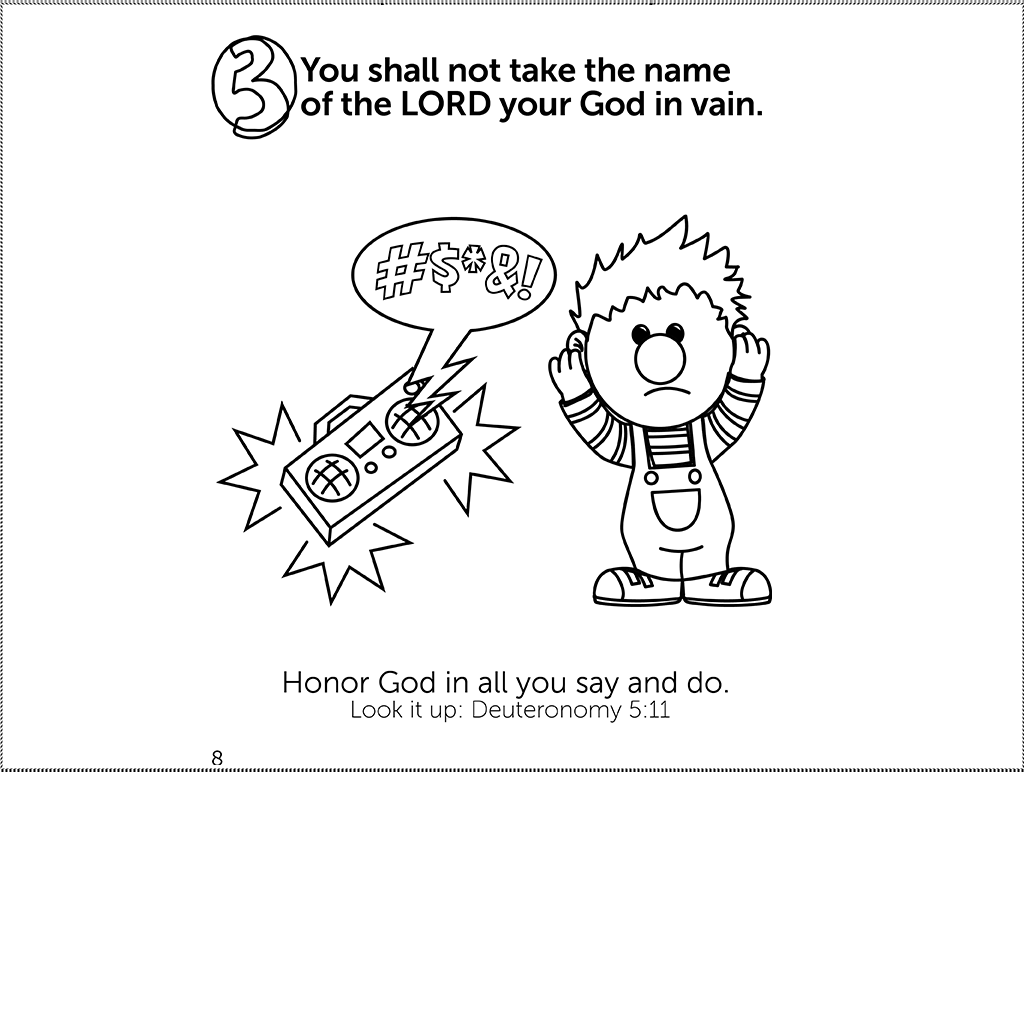 3 You shall not take the name
of the LORD your God in vain.
#$*&!
Honor God in all you say and do.
Look it up: Deuteronomy 5:11
8